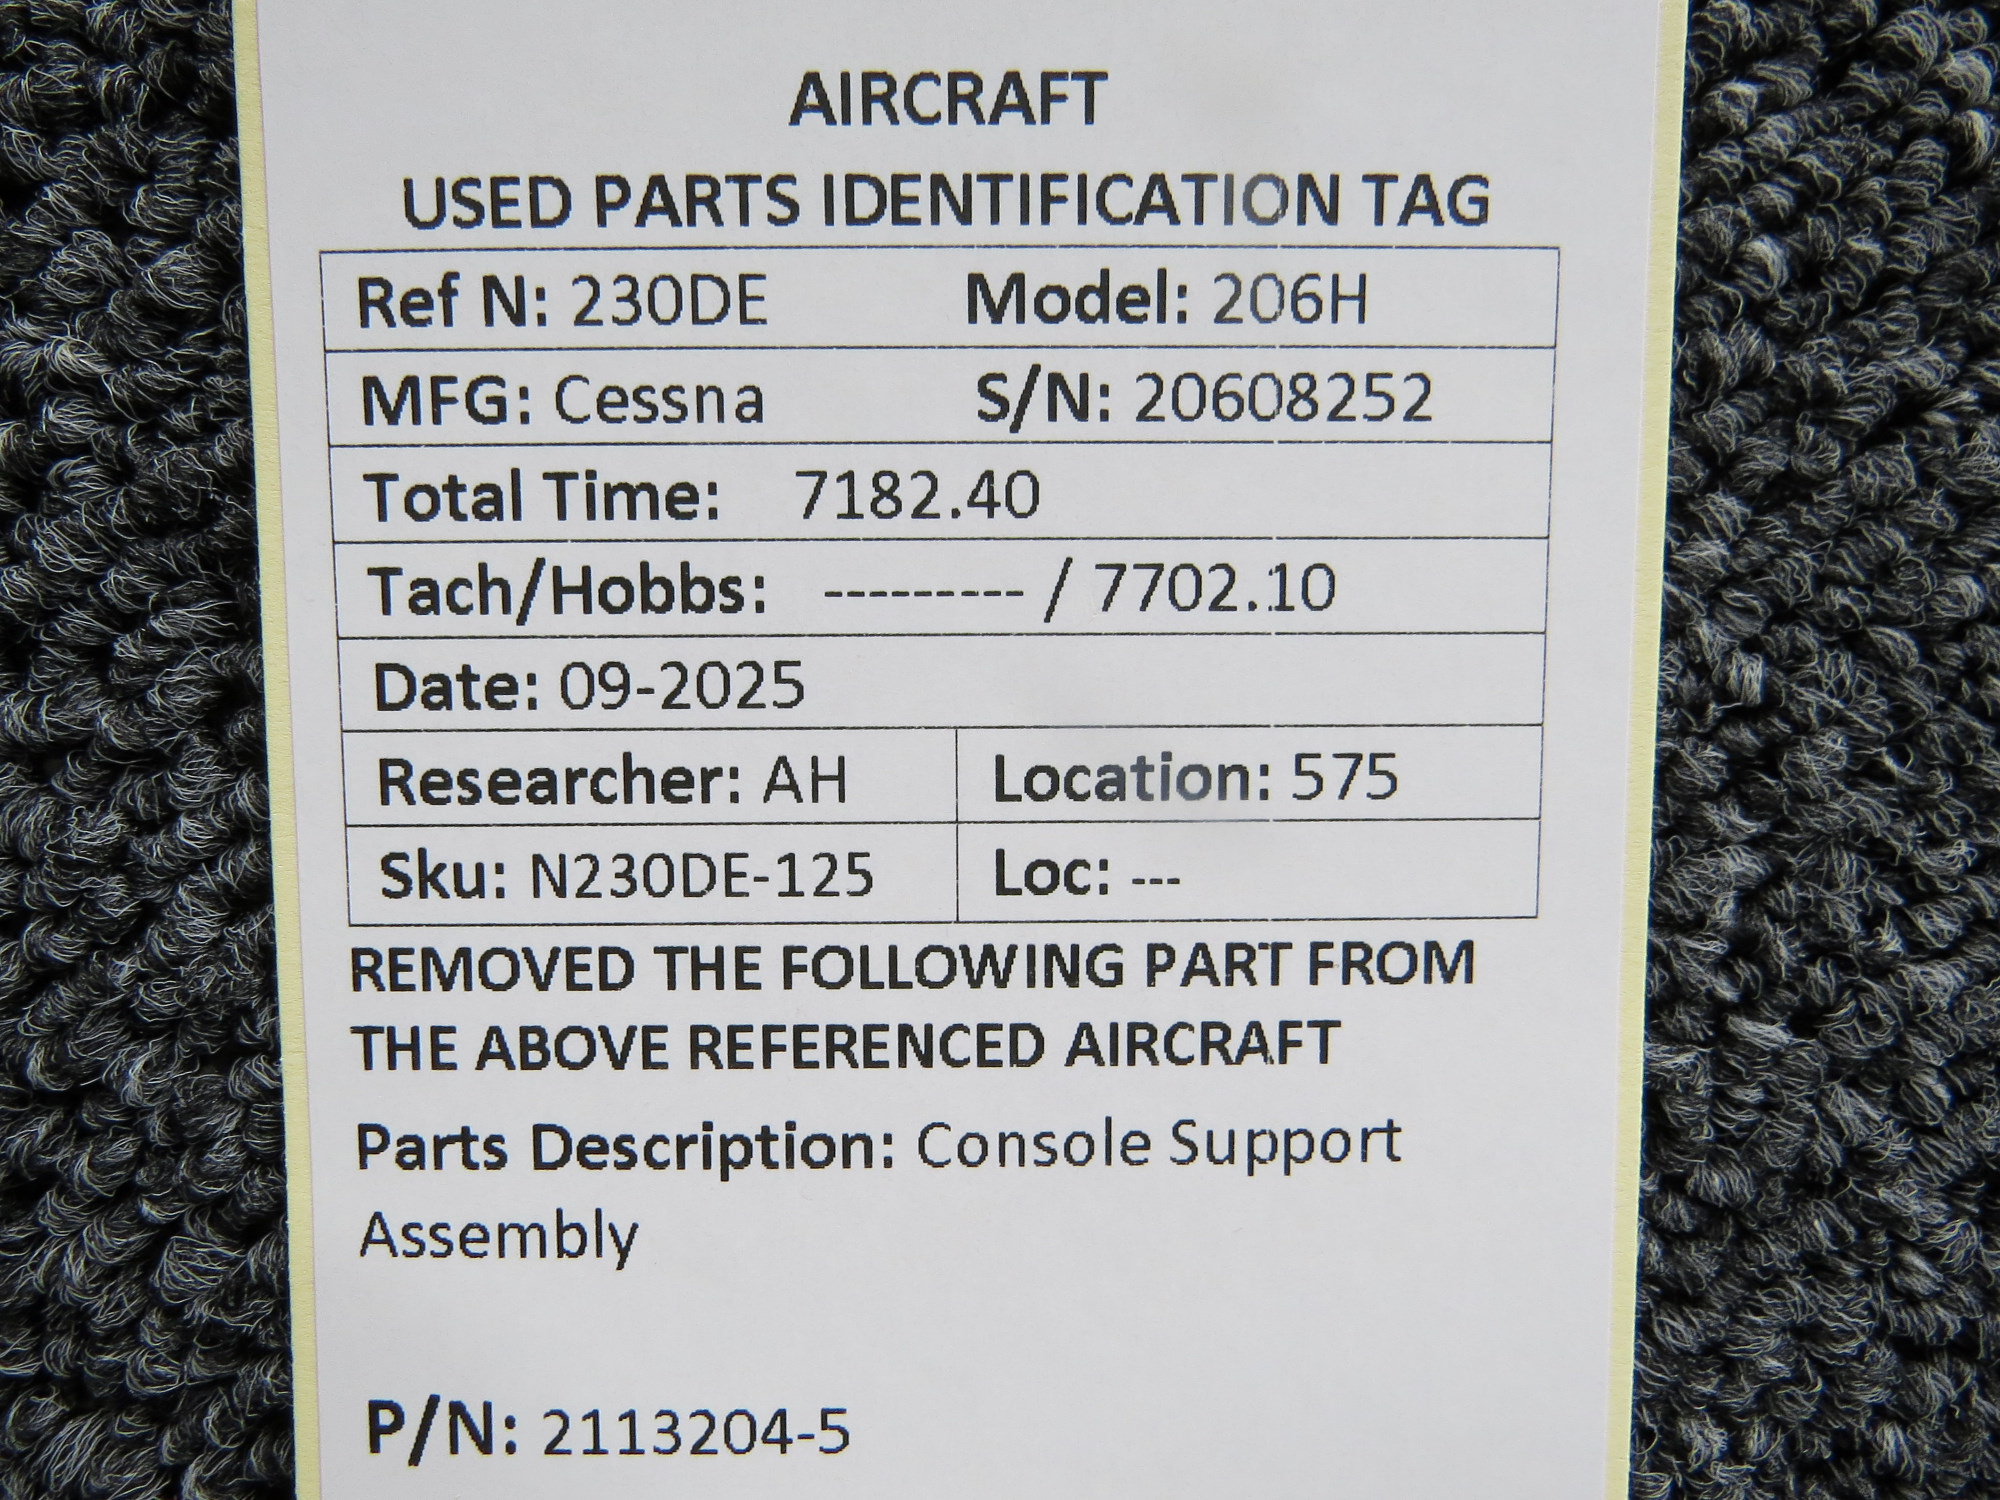 AIRCRAFT
USED PARTS IDENTIFICATION TAG
Ref N: 230DE Model: 206H
MFG: Cessna S/N: 20608252
Total Time: 7182.40
Tach/Hobbs: --------- / 7702.10
Date: 09-2025
Researcher: AH Location: 575
Sku: N230DE-125 Loc: ---
REMOVED THE FOLLOWING PART FROM
THE ABOVE REFERENCED AIRCRAFT
Parts Description: Console Support
Assembly
P/N: 2113204-5